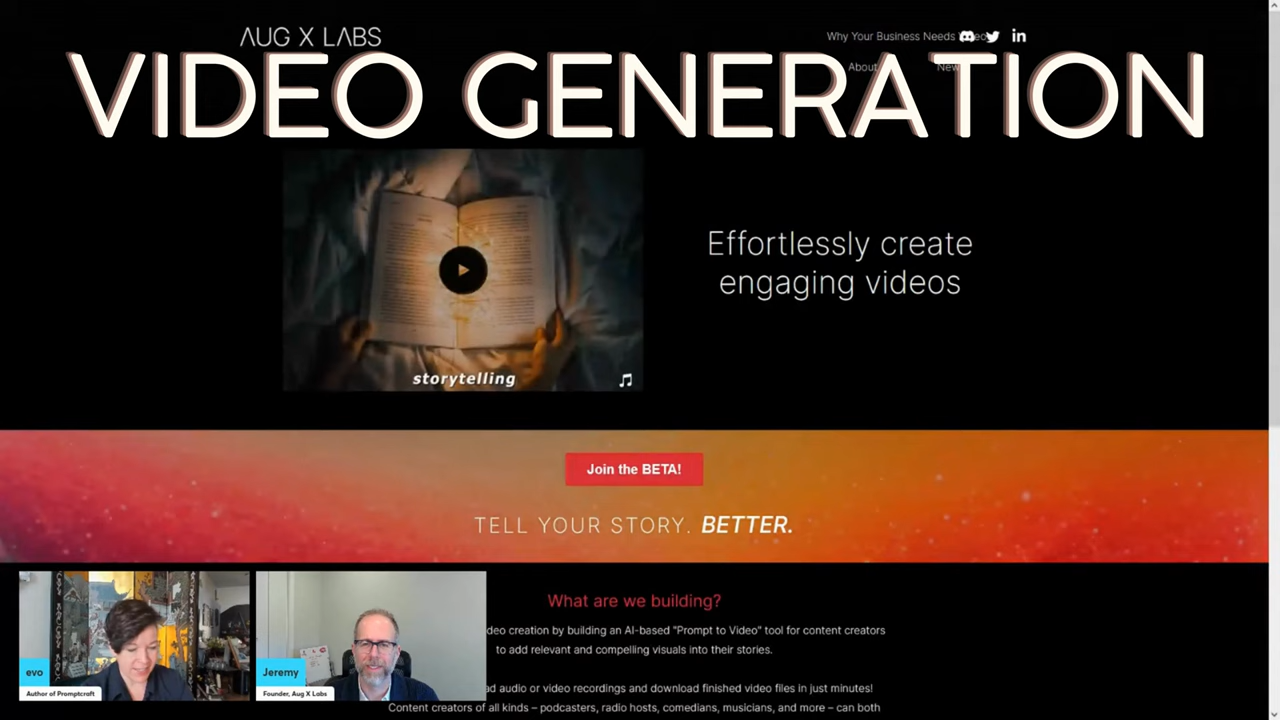 AUG X LABS
Why Your Business Needs
About
VIDEO GENERATION
Effortlessly create
engaging videos
storytelling
Join the BETA!
TELL YOUR STORY. BETTER.
What are we building?
deo creation by building an AI-based "Prompt to Video" tool for content creators
to add relevant and compelling visuals into their stories.
ad audio or video recordings and download finished video files in just minutes!
Content creators of all kinds – podcasters, radio hosts, comedians, musicians, and more – can both
evo
Author of Promptcraft
Jeremy
Founder, Aug X Labs